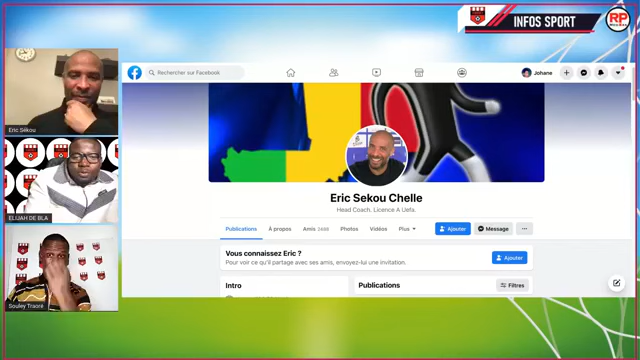 INFOS SPORT
RP
Rechercher sur Facebook
Johane
Eric Sékou
ELIJAH DE BLA
Souley Traoré
Eric Sekou Chelle
Head Coach. Licence A Uefa.
Publications
À propos
Amis
Photos
Vidéos
Plus
Ajouter
Message
Vous connaissez Eric ?
Pour voir ce qu'il partage avec ses amis, envoyez-lui une invitation.
Ajouter
Intro
Publications
Filtres